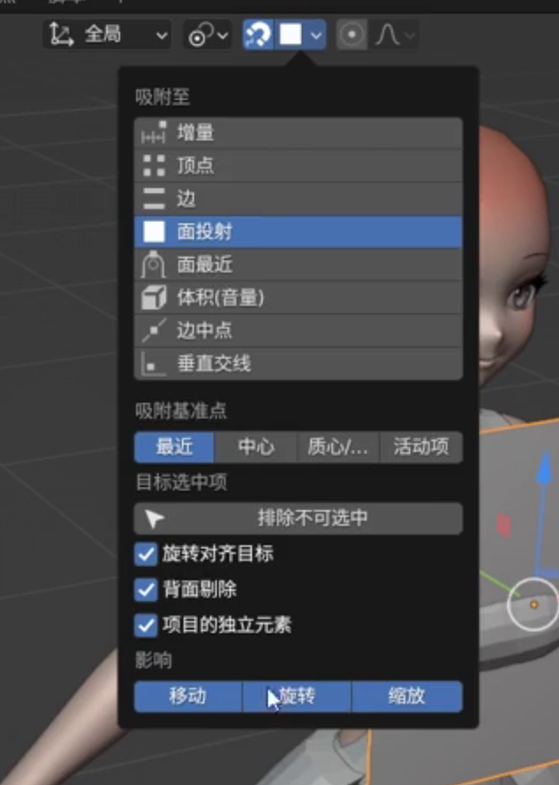 全局
吸附至
增量
顶点
边
面投射
面最近
体积(音量)
边中点
垂直交线
吸附基准点
最近 中心 质心/... 活动项
目标选中项
排除不可选中
旋转对齐目标
背面剔除
项目的独立元素
影响
移动 旋转 缩放